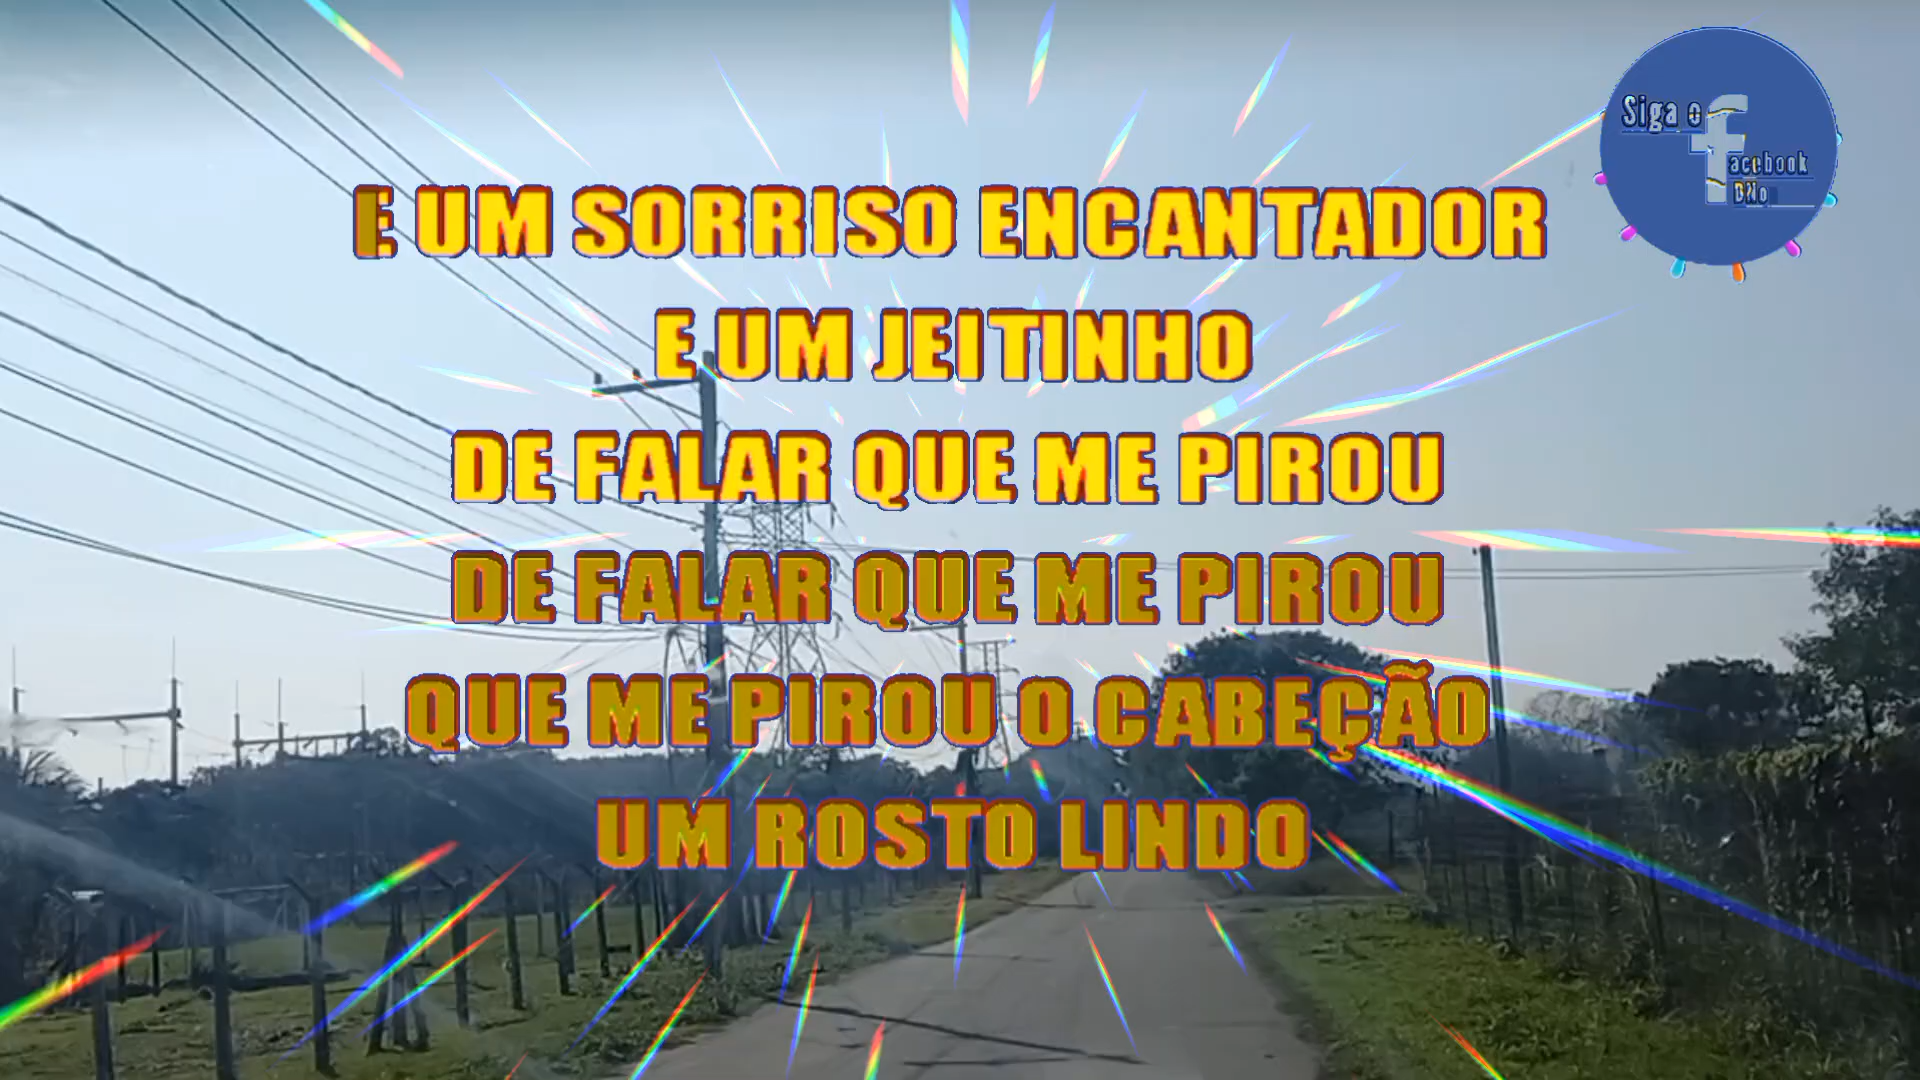 E UM SORRISO ENCANTADOR
E UM JEITINHO
DE FALAR QUE ME PIROU
DE FALAR QUE ME PIROU
QUE ME PIROU O CABEÇÃO
UM ROSTO LINDO
Siga o
facebook